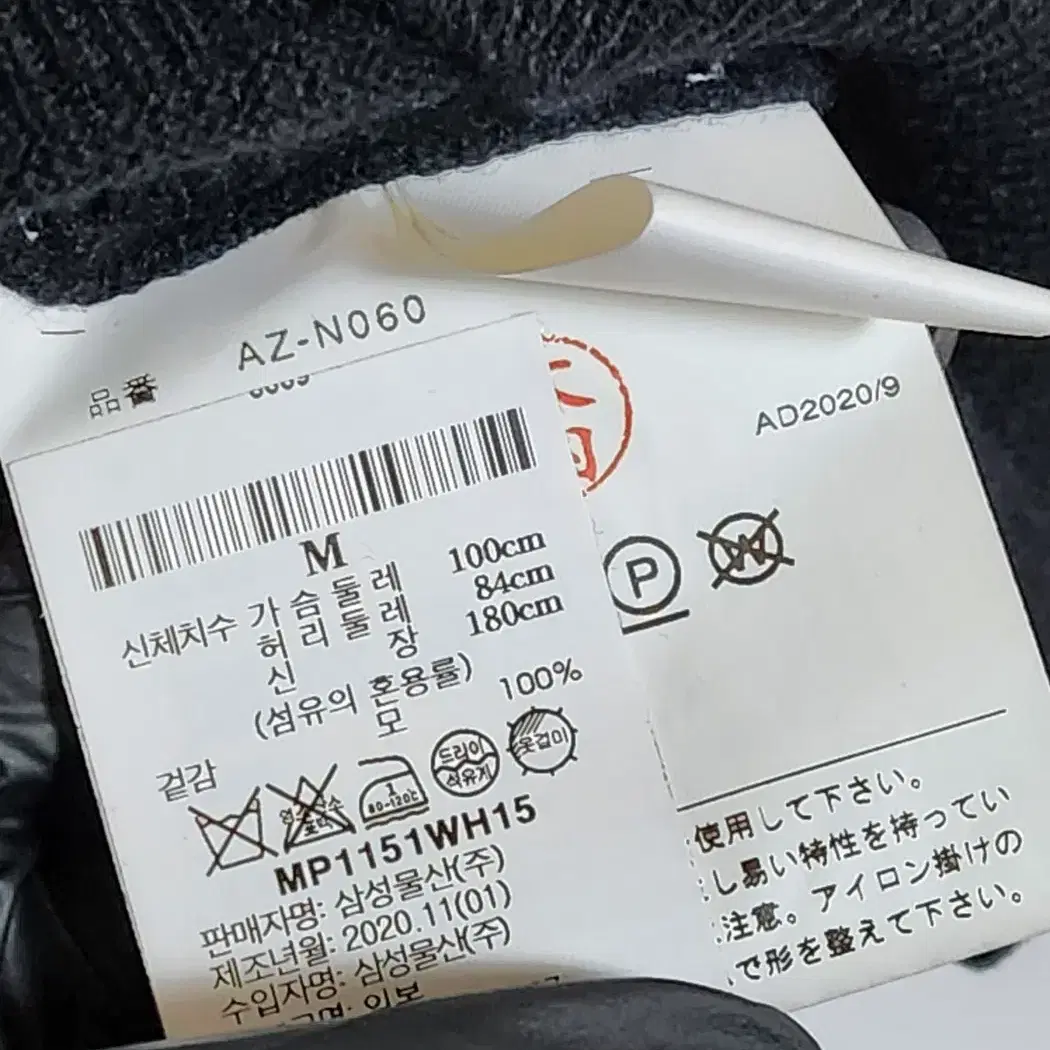 品番 AZ-N060
AD2020/9
M
P
W
신체치수 가슴둘레 100cm
허리둘레 84cm
신장 180cm
(섬유의 혼용률)
겉감 모 100%
80-120℃
드라이
석유계
옷걸이
MP1151WH15
판매자명: 삼성물산(주)
제조년월: 2020.11(01)
수입자명: 삼성물산(주)
使用して下さい。
し易い特性を持ってい
注意。アイロン掛けの
で形を整えて下さい。